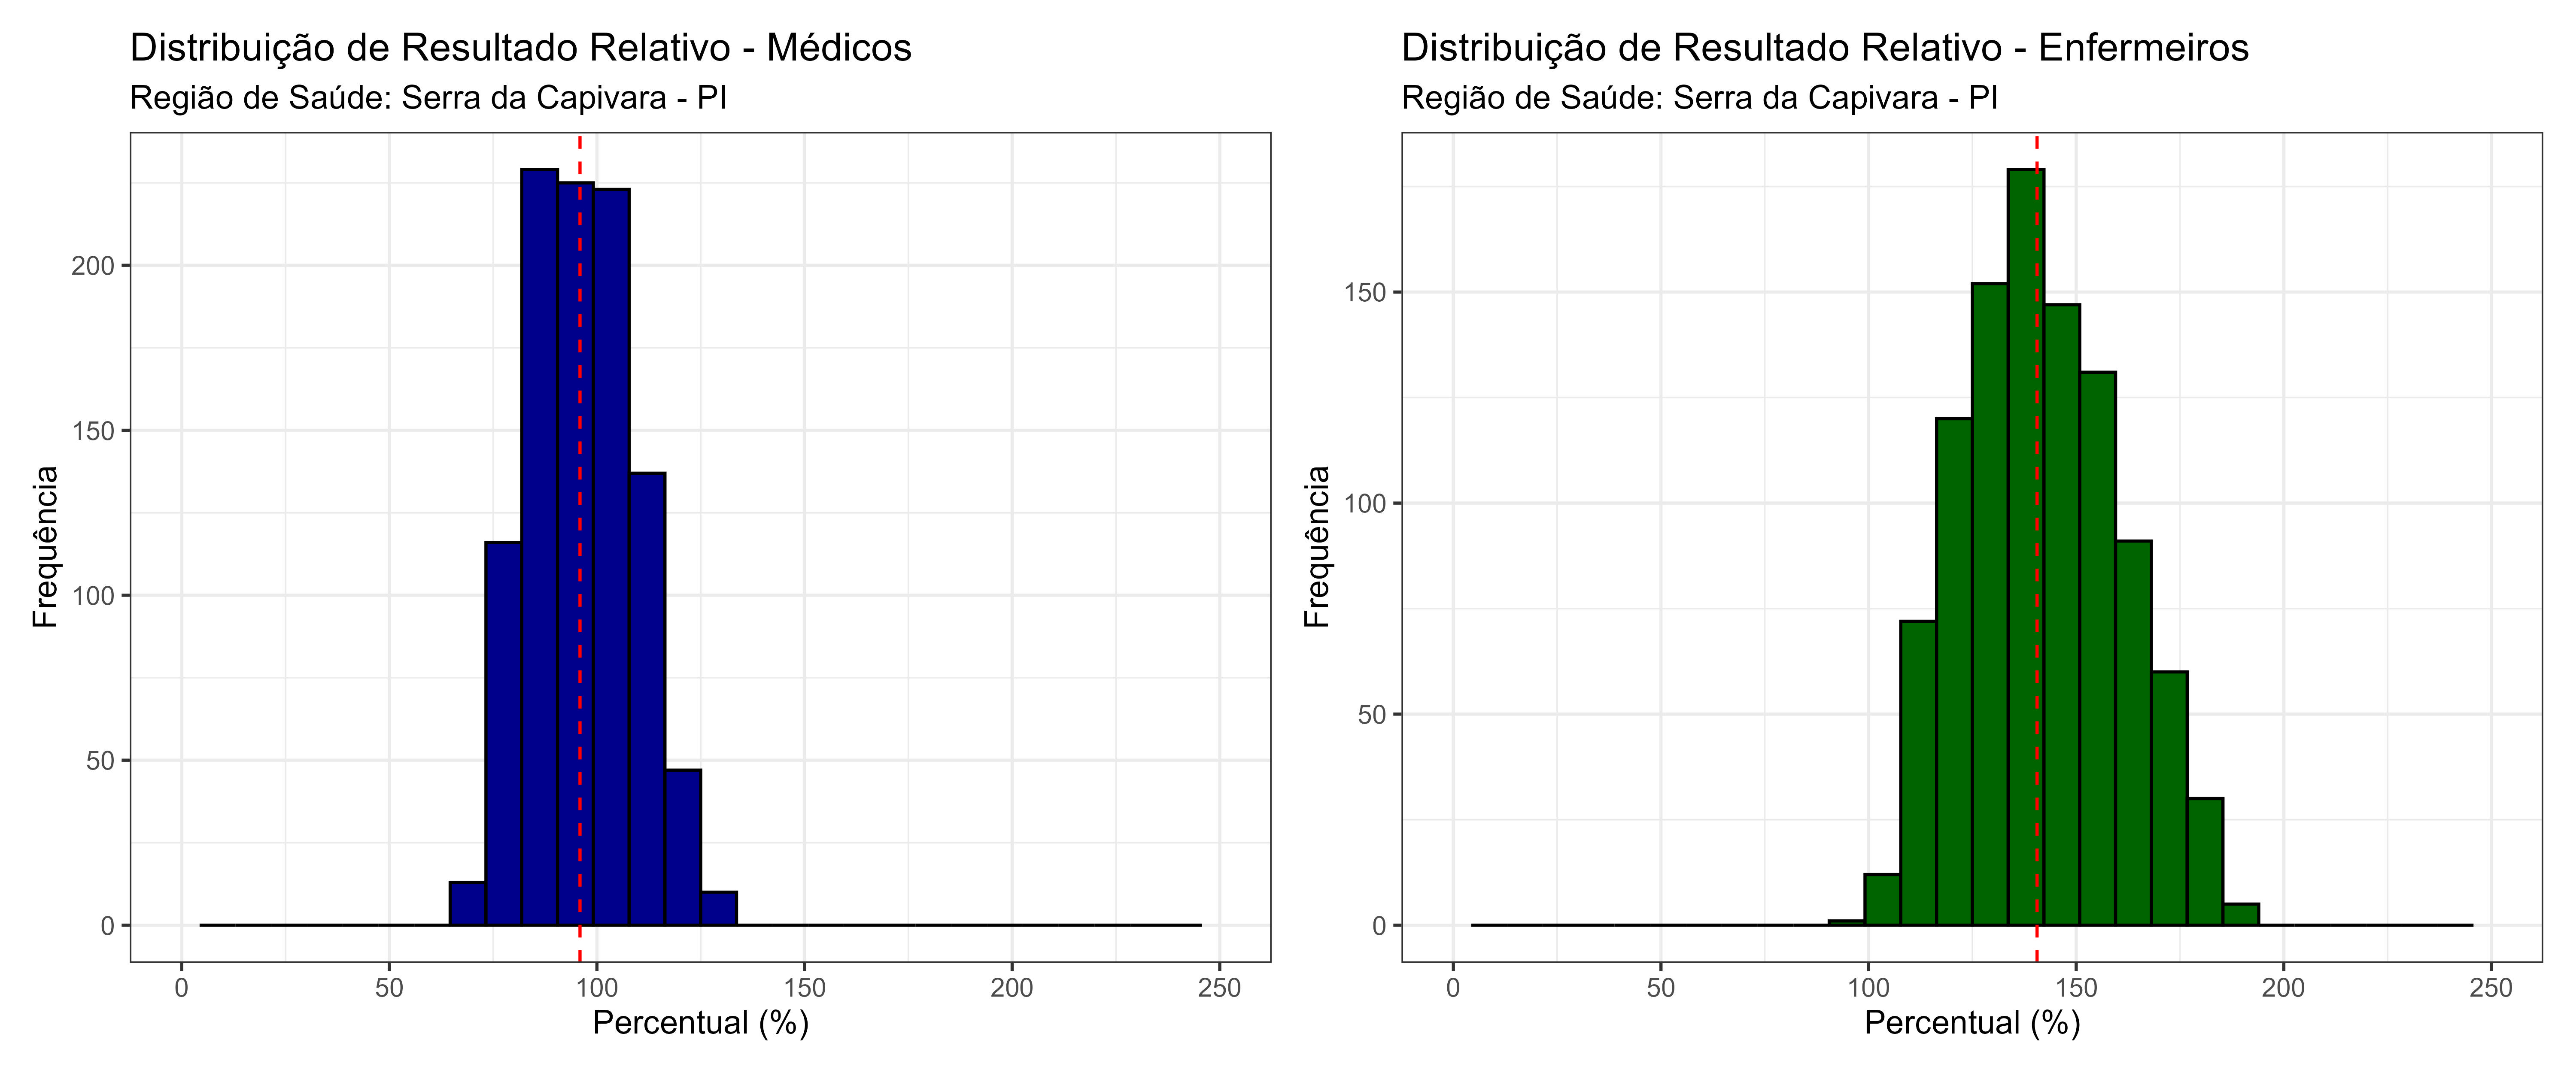 Distribuição de Resultado Relativo - Médicos
Região de Saúde: Serra da Capivara - PI
200
150
100
50
0
Frequência
0 50 100 150 200 250
Percentual (%)
Distribuição de Resultado Relativo - Enfermeiros
Região de Saúde: Serra da Capivara - PI
150
100
50
0
Frequência
0 50 100 150 200 250
Percentual (%)